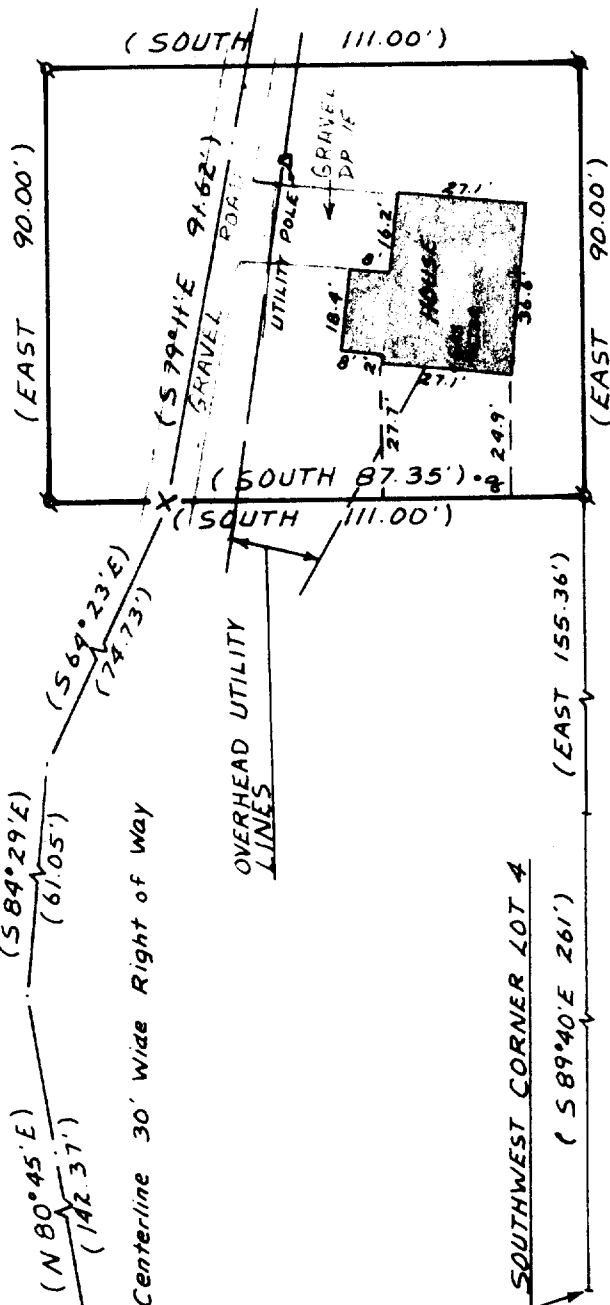 ( SOUTH 111.00')
(EAST 90.00')
(S 79°11'E 91.62')
GRAVEL ROAD
UTILITY POLE
GRAVEL
27.1'
16.2'
8'
18.4'
HOUSE
8'
2'
36.6'
27.1'
27.7'
24.9'
(EAST 90.00')
( SOUTH 87.35')
(SOUTH 111.00')
(S 64°23'E)
(74.73')
OVERHEAD UTILITY
LINES
(EAST 155.36')
(S 84°29'E)
(61.05')
(N 80°45'E)
(142.37')
Centerline 30' Wide Right of Way
SOUTHWEST CORNER LOT 4
( S 89°40'E 261')